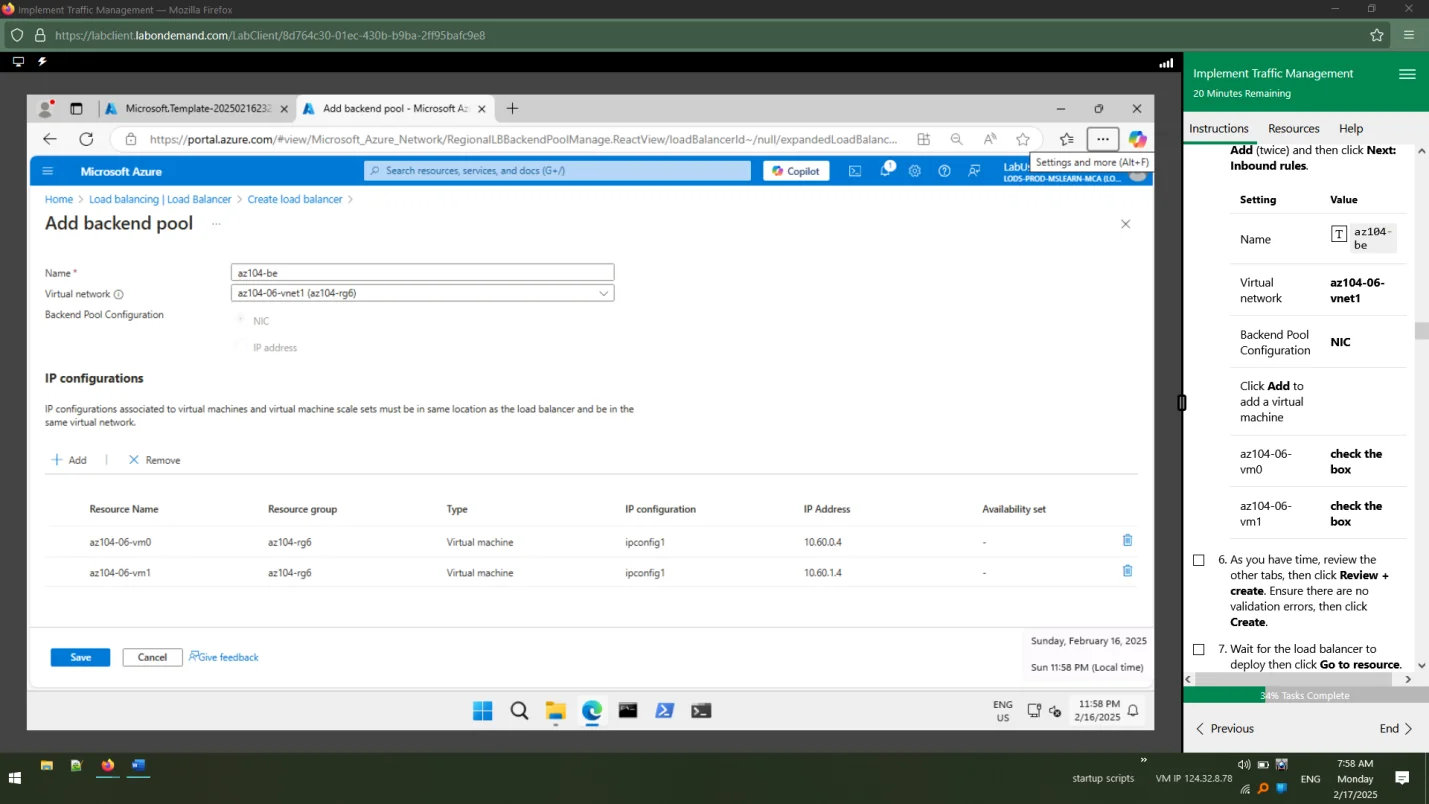 Implement Traffic Management — Mozilla Firefox
https://labclient.labondemand.com/LabClient/8d764c30-01ec-430b-b9ba-2ff95bafc9e8
Microsoft.Template-20250216232
Add backend pool - Microsoft Az
https://portal.azure.com/#view/Microsoft_Azure_Network/RegionalLBBackendPoolManage.ReactView/loadBalancerId~/null/expandedLoadBalanc...
Settings and more (Alt+F)
Microsoft Azure
Search resources, services, and docs (G+/)
Copilot
1
LabUs
LODS-PROD-MSLEARN-MCA (LO...
Home > Load balancing | Load Balancer > Create load balancer >
Add backend pool ...
Name *
az104-be
Virtual network
az104-06-vnet1 (az104-rg6)
Backend Pool Configuration
NIC
IP address
IP configurations
IP configurations associated to virtual machines and virtual machine scale sets must be in same location as the load balancer and be in the
same virtual network.
+ Add | Remove
Resource Name Resource group Type IP configuration IP Address Availability set
az104-06-vm0 az104-rg6 Virtual machine ipconfig1 10.60.0.4 -
az104-06-vm1 az104-rg6 Virtual machine ipconfig1 10.60.1.4 -
Save Cancel Give feedback
Sunday, February 16, 2025
Sun 11:58 PM (Local time)
ENG
US
11:58 PM
2/16/2025
Implement Traffic Management
20 Minutes Remaining
Instructions Resources Help
Add (twice) and then click Next:
Inbound rules.
Setting Value
Name
T az104-
be
Virtual
network
az104-06-
vnet1
Backend Pool
Configuration
NIC
Click Add to
add a virtual
machine
az104-06-
vm0
check the
box
az104-06-
vm1
check the
box
6. As you have time, review the
other tabs, then click Review +
create. Ensure there are no
validation errors, then click
Create.
7. Wait for the load balancer to
deploy then click Go to resource.
34% Tasks Complete
< Previous End >
startup scripts
VM IP 124.32.8.78
ENG
7:58 AM
Monday
2/17/2025